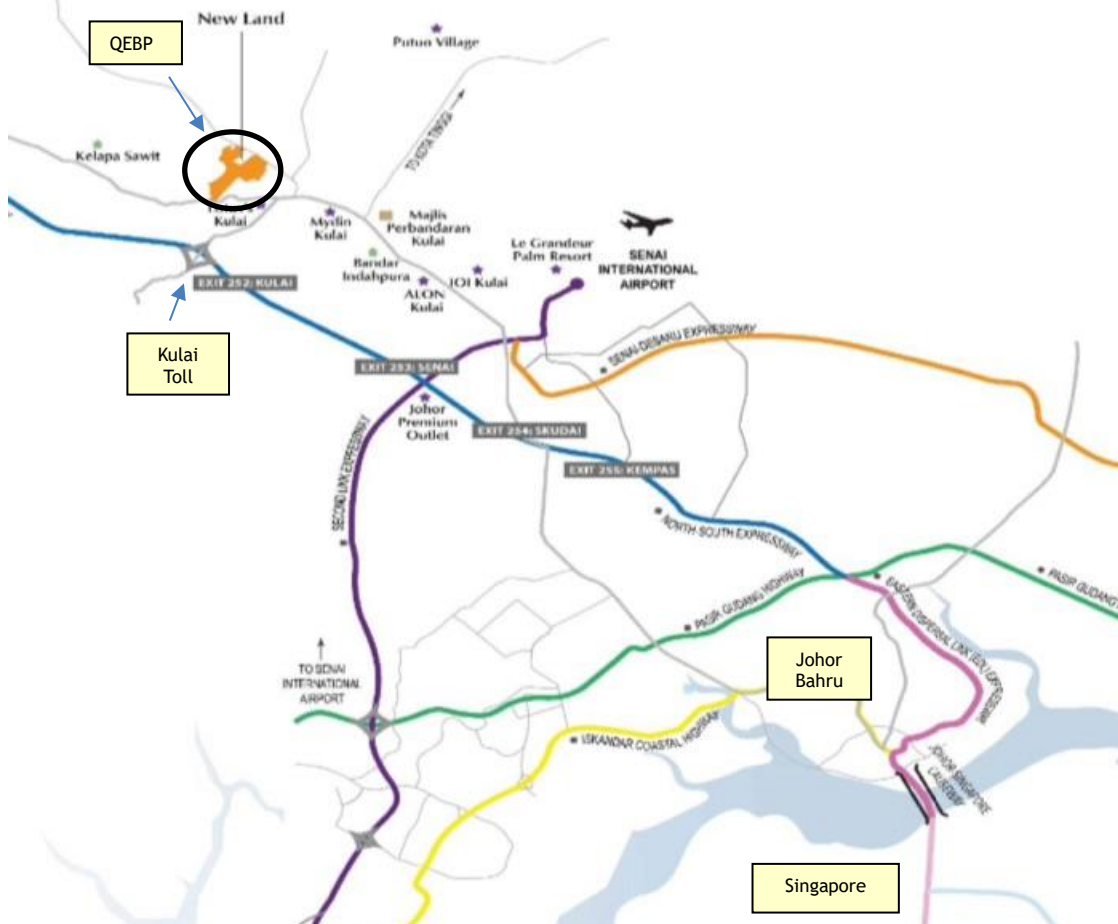 New Land
QEBP
Putun Village
TO KOTA TINGGI
Kelapa Sawit
Kulai
Mydin
Kulai
Majlis
Perbandaran
Kulai
Bandar
Indahpura
IOI Kulai
ALON
Kulai
Le Grandeur
Palm Resort
SENAI
INTERNATIONAL
AIRPORT
EXIT 252: KULAI
Kulai
Toll
SENAI-DESARU EXPRESSWAY
EXIT 253: SENAI
Johor
Premium
Outlet
EXIT 254: SKUDAI
EXIT 255: KEMPAS
SECOND LINK EXPRESSWAY
NORTH-SOUTH EXPRESSWAY
PASIR GUDANG HIGHWAY
PASIR GUDANG
EASTERN DISPERSAL LINK (EDL) EXPRESSWAY
TO SENAI
INTERNATIONAL
AIRPORT
Johor
Bahru
ISKANDAR COASTAL HIGHWAY
JOHOR SINGAPORE
CAUSEWAY
Singapore